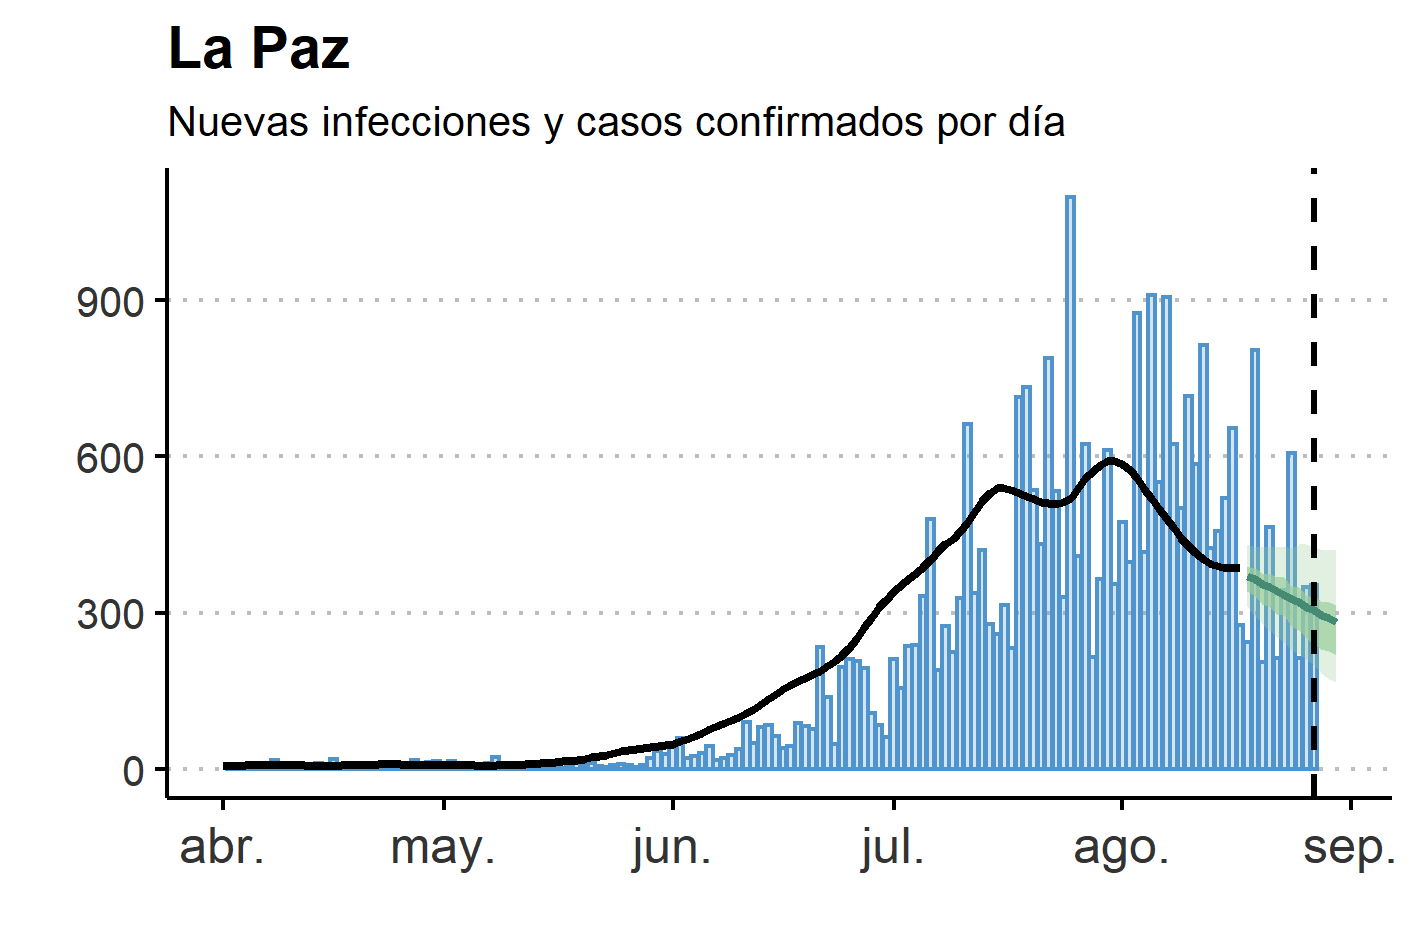 La Paz
Nuevas infecciones y casos confirmados por día
900
600
300
0
abr. may. jun. jul. ago. sep.